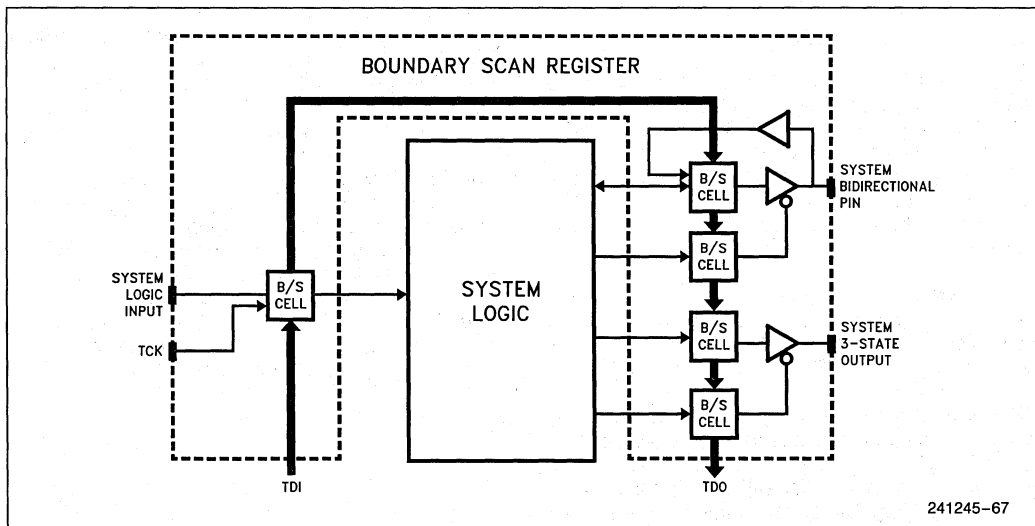 BOUNDARY SCAN REGISTER
B/S
CELL
SYSTEM
BIDIRECTIONAL
PIN
B/S
CELL
SYSTEM
LOGIC
INPUT
B/S
CELL
SYSTEM
LOGIC
TCK
B/S
CELL
SYSTEM
3-STATE
OUTPUT
B/S
CELL
TDI
TDO
241245-67